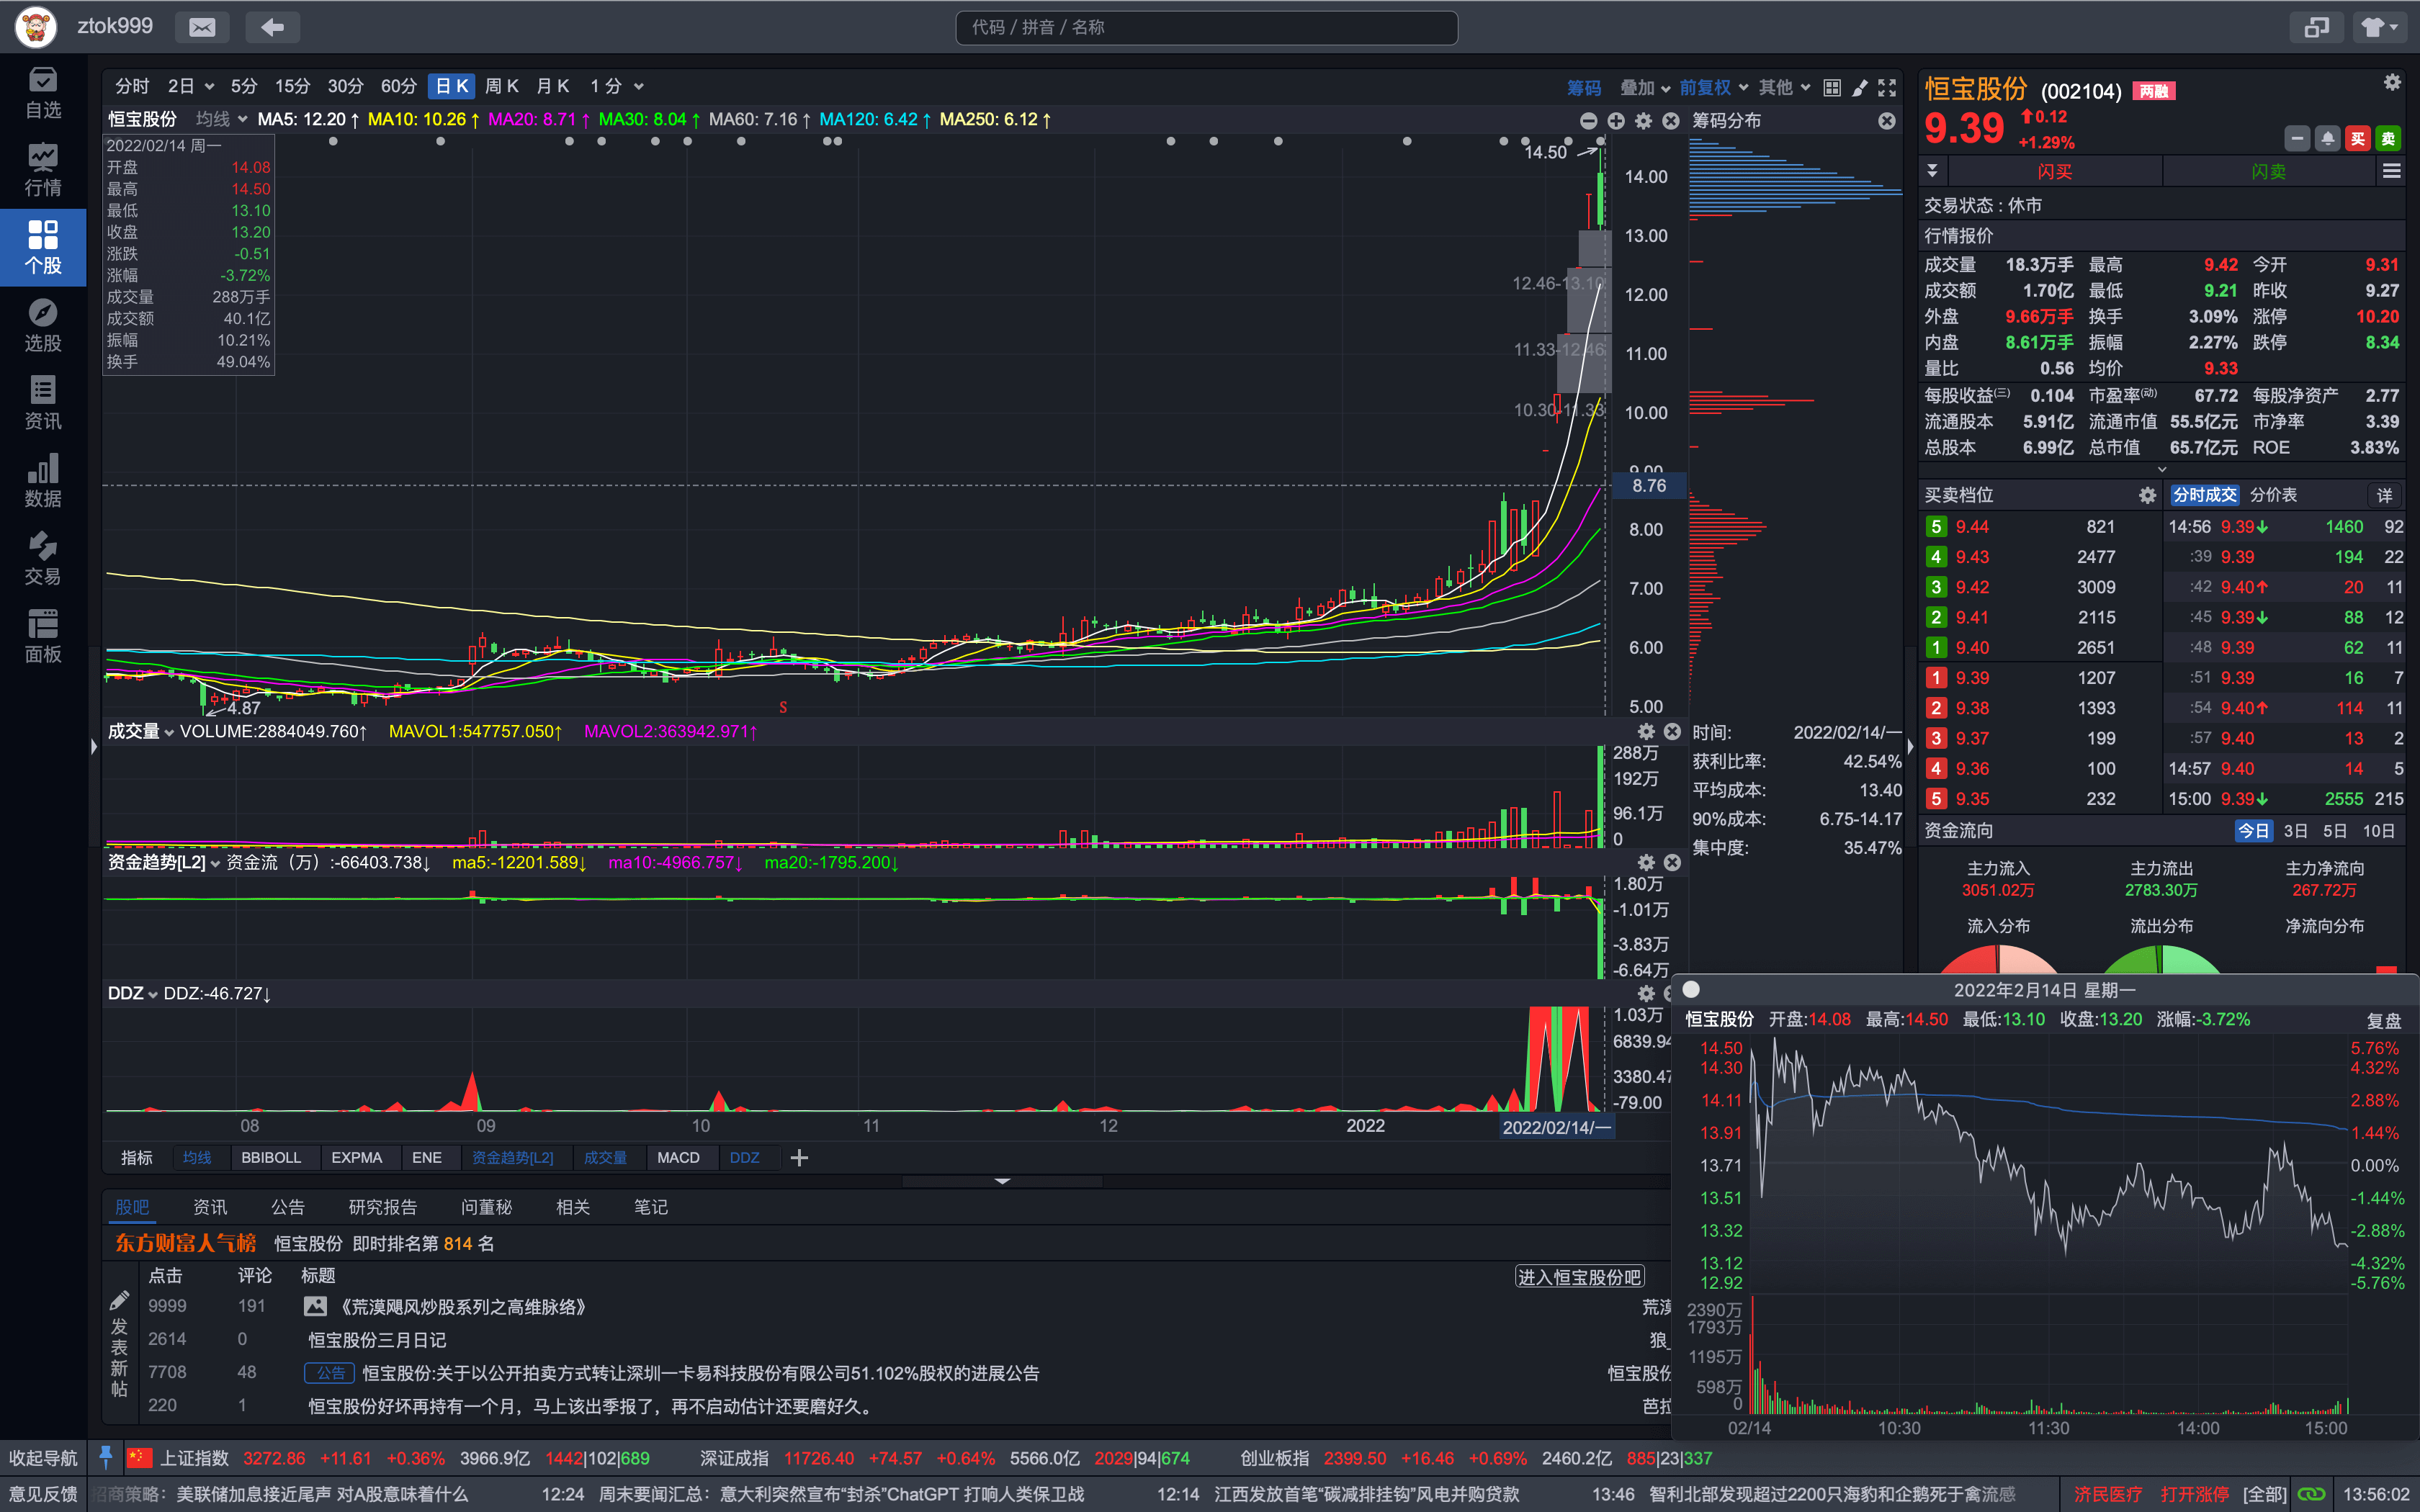 ztok999
代码 / 拼音 / 名称
自选
行情
个股
选股
资讯
数据
交易
面板
分时 2日 5分 15分 30分 60分 日K 周K 月K 1分 筹码 叠加 前复权 其他
恒宝股份 均线 MA5: 12.20↑ MA10: 10.26↑ MA20: 8.71↑ MA30: 8.04↑ MA60: 7.16↑ MA120: 6.42↑ MA250: 6.12↑
2022/02/14 周一
开盘 14.08
最高 14.50
最低 13.10
收盘 13.20
涨跌 -0.51
涨幅 -3.72%
成交量 288万手
成交额 40.1亿
振幅 10.21%
换手 49.04%
14.50
12.46-13.10
11.33-12.46
10.30-11.33
4.87
S
14.00
13.00
12.00
11.00
10.00
9.00
8.76
8.00
7.00
6.00
5.00
成交量 VOLUME:2884049.760↑ MAVOL1:547757.050↑ MAVOL2:363942.971↑
288万
192万
96.1万
0
资金趋势[L2] 资金流（万）:-66403.738↓ ma5:-12201.589↓ ma10:-4966.757↓ ma20:-1795.200↓
1.80万
-1.01万
-3.83万
-6.64万
DDZ DDZ:-46.727↓
1.03万
6839.94
3380.47
-79.00
08 09 10 11 12 2022 2022/02/14/一
指标 均线 BBIBOLL EXPMA ENE 资金趋势[L2] 成交量 MACD DDZ
筹码分布
时间: 2022/02/14/一
获利比率: 42.54%
平均成本: 13.40
90%成本: 6.75-14.17
集中度: 35.47%
恒宝股份 (002104) 两融
9.39 0.12
+1.29%
买 卖
闪买 闪卖
交易状态 : 休市
行情报价
成交量 18.3万手 最高 9.42 今开 9.31
成交额 1.70亿 最低 9.21 昨收 9.27
外盘 9.66万手 换手 3.09% 涨停 10.20
内盘 8.61万手 振幅 2.27% 跌停 8.34
量比 0.56 均价 9.33
每股收益(三) 0.104 市盈率(动) 67.72 每股净资产 2.77
流通股本 5.91亿 流通市值 55.5亿元 市净率 3.39
总股本 6.99亿 总市值 65.7亿元 ROE 3.83%
买卖档位 分时成交 分价表 详
5 9.44 821
4 9.43 2477
3 9.42 3009
2 9.41 2115
1 9.40 2651
1 9.39 1207
2 9.38 1393
3 9.37 199
4 9.36 100
5 9.35 232
14:56 9.39↓ 1460 92
:39 9.39 194 22
:42 9.40↑ 20 11
:45 9.39↓ 88 12
:48 9.39 62 11
:51 9.39 16 7
:54 9.40↑ 114 11
:57 9.40 13 2
14:57 9.40 14 5
15:00 9.39↓ 2555 215
资金流向 今日 3日 5日 10日
主力流入 主力流出 主力净流向
3051.02万 2783.30万 267.72万
流入分布 流出分布 净流向分布
2022年2月14日 星期一
恒宝股份 开盘:14.08 最高:14.50 最低:13.10 收盘:13.20 涨幅:-3.72% 复盘
14.50 5.76%
14.30 4.32%
14.11 2.88%
13.91 1.44%
13.71 0.00%
13.51 -1.44%
13.32 -2.88%
13.12 -4.32%
12.92 -5.76%
2390万
1793万
1195万
598万
0
02/14 10:30 11:30 14:00 15:00
股吧 资讯 公告 研究报告 问董秘 相关 笔记
东方财富人气榜 恒宝股份 即时排名第 814 名
点击 评论 标题 进入恒宝股份吧
9999 191 《荒漠飓风炒股系列之高维脉络》 荒漠
2614 0 恒宝股份三月日记 狼_
7708 48 公告 恒宝股份:关于以公开拍卖方式转让深圳一卡易科技股份有限公司51.102%股权的进展公告 恒宝股份
220 1 恒宝股份好坏再持有一个月，马上该出季报了，再不启动估计还要磨好久。 芭拉
发表新帖
收起导航 上证指数 3272.86 +11.61 +0.36% 3966.9亿 1442|102|689 深证成指 11726.40 +74.57 +0.64% 5566.0亿 2029|94|674 创业板指 2399.50 +16.46 +0.69% 2460.2亿 885|23|337
意见反馈 招商策略：美联储加息接近尾声 对A股意味着什么 12:24 周末要闻汇总：意大利突然宣布“封杀”ChatGPT 打响人类保卫战 12:14 江西发放首笔“碳减排挂钩”风电并购贷款 13:46 智利北部发现超过2200只海豹和企鹅死于禽流感 济民医疗 打开涨停 [全部] 13:56:02